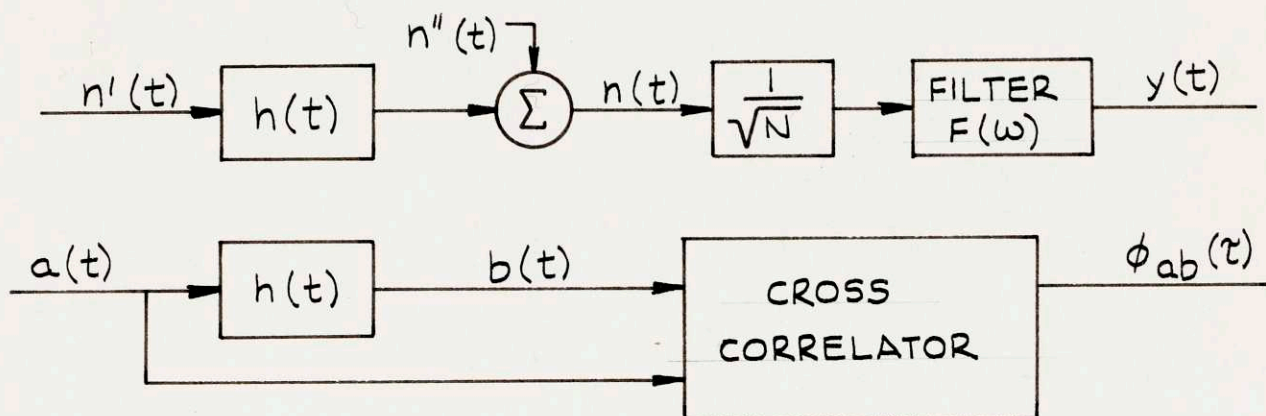 n''(t)
n'(t)
h(t)
Σ
n(t)
1
√N
FILTER
F(ω)
y(t)
a(t)
h(t)
b(t)
CROSS
CORRELATOR
ϕab(τ)